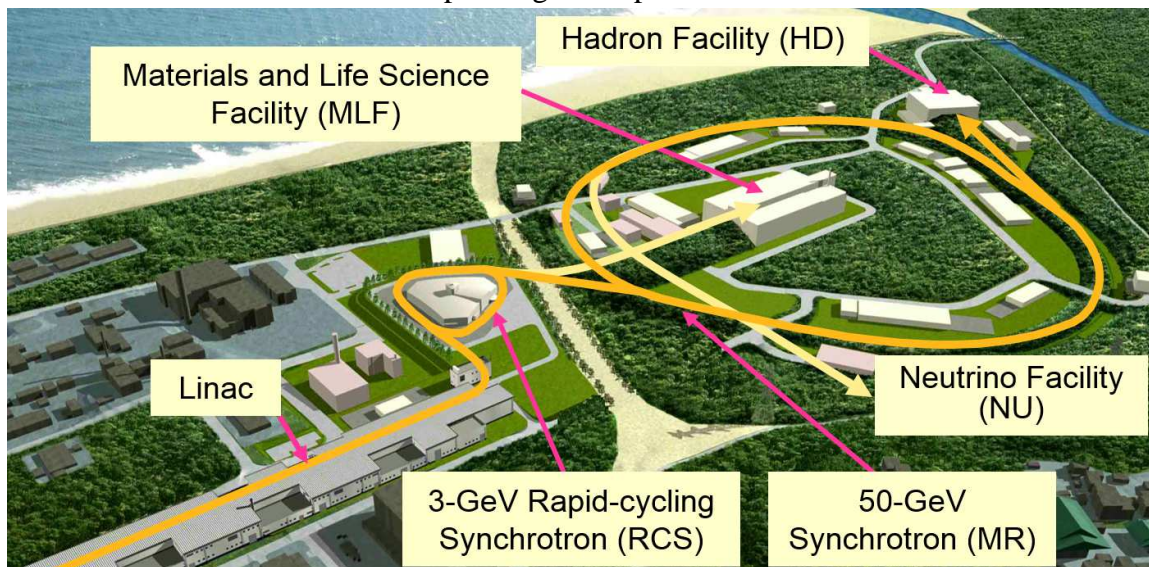 Hadron Facility (HD)
Materials and Life Science
Facility (MLF)
Linac
Neutrino Facility
(NU)
3-GeV Rapid-cycling
Synchrotron (RCS)
50-GeV
Synchrotron (MR)